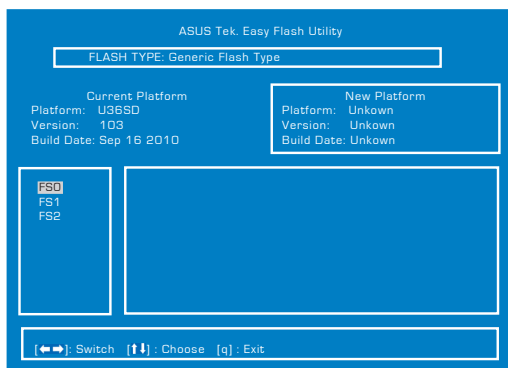 ASUS Tek. Easy Flash Utility
FLASH TYPE: Generic Flash Type
Current Platform
Platform: U36SD
Version: 103
Build Date: Sep 16 2010
New Platform
Platform: Unkown
Version: Unkown
Build Date: Unkown
FS0
FS1
FS2
[←→]: Switch [↑↓] : Choose [q] : Exit